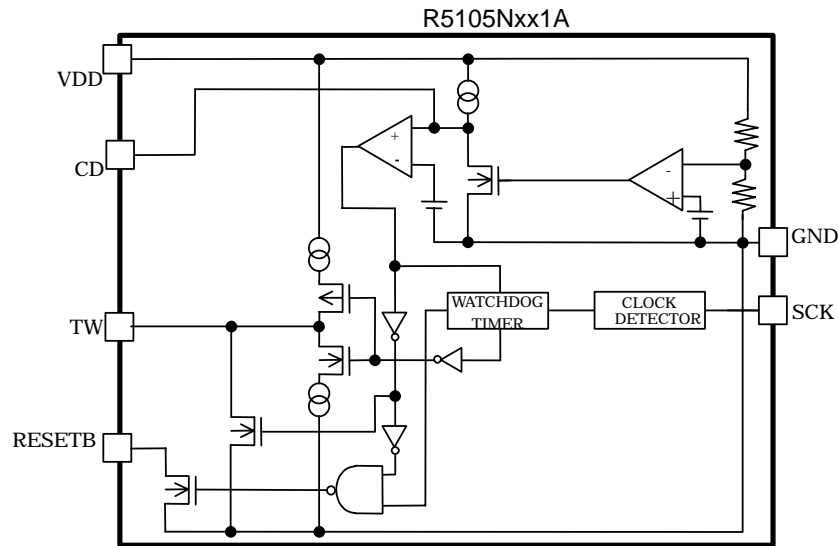 R5105Nxx1A
VDD
CD
+
-
-
+
GND
WATCHDOG
TIMER
CLOCK
DETECTOR
SCK
TW
RESETB